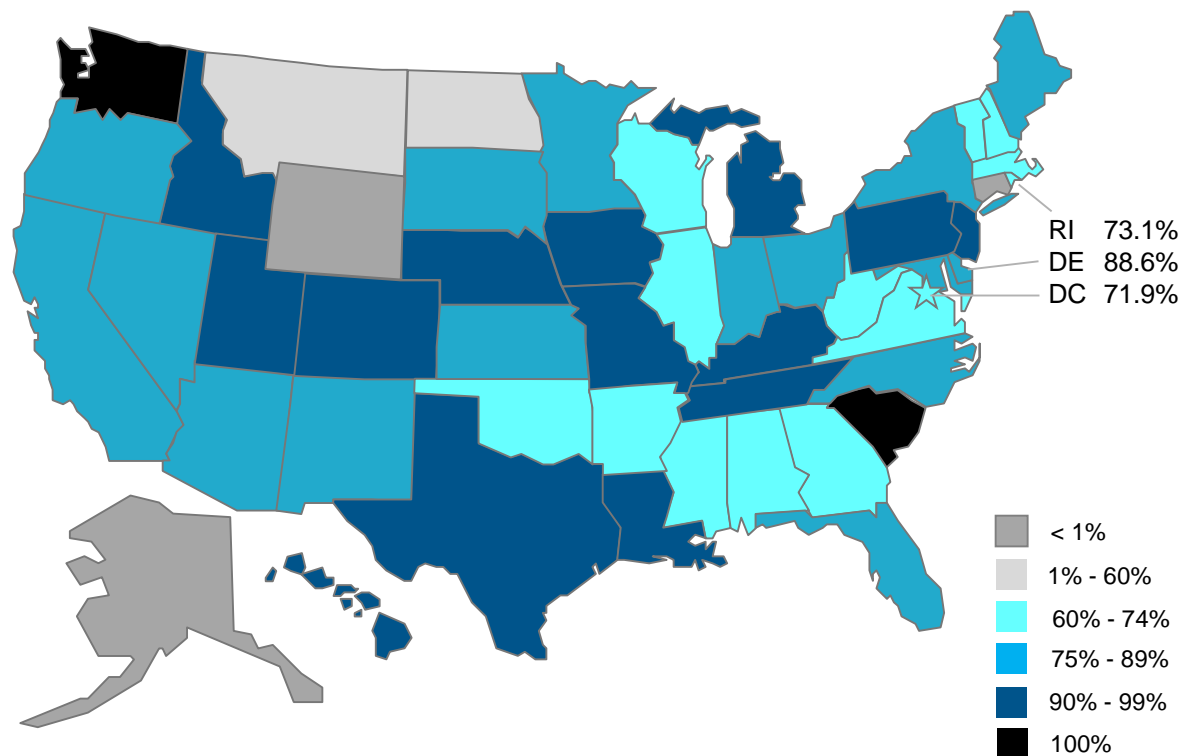 RI 73.1%
DE 88.6%
DC 71.9%
< 1%
1% - 60%
60% - 74%
75% - 89%
90% - 99%
100%